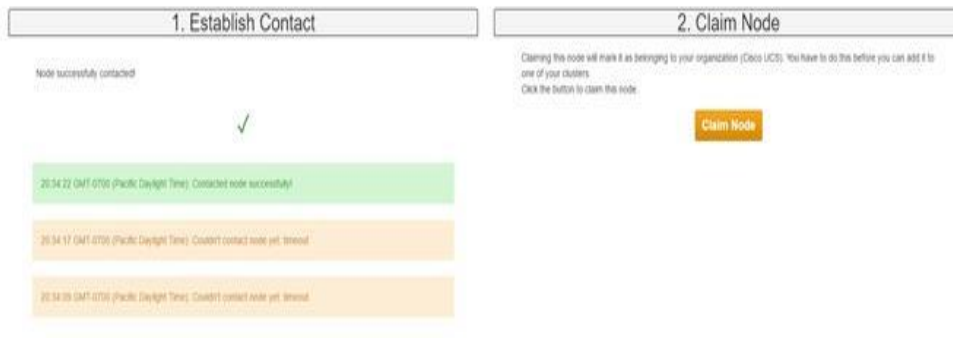 1. Establish Contact
Node successfully contacted!
20:34:22 GMT-0700 (Pacific Daylight Time): Contacted node successfully!
20:34:17 GMT-0700 (Pacific Daylight Time): Couldn't contact node yet, timeout
GMT-0700 (Pacific Daylight Time): Couldn't contact node yet, timeout
2. Claim Node
Claiming this node will mark it as belonging to your organization (Cisco UCS). You have to do this before you can add it to
one of your clusters.
Click the button to claim this node.
Claim Node